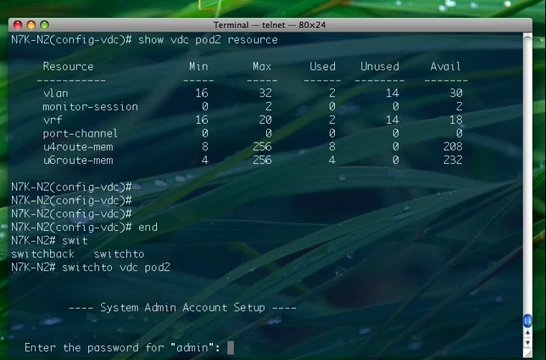 Terminal — telnet — 80×24
N7K-N2(config-vdc)# show vdc pod2 resource
Resource Min Max Used Unused Avail
----------- ----- ----- ------ -------- -------
vlan 16 32 2 14 30
monitor-session 0 2 0 0 2
vrf 16 20 2 14 18
port-channel 0 0 0 0 0
u4route-mem 8 256 8 0 208
u6route-mem 4 256 4 0 232
N7K-N2(config-vdc)#
N7K-N2(config-vdc)#
N7K-N2(config-vdc)#
N7K-N2(config-vdc)# end
N7K-N2# swit
switchback switchto
N7K-N2# switchto vdc pod2
---- System Admin Account Setup ----
Enter the password for "admin":